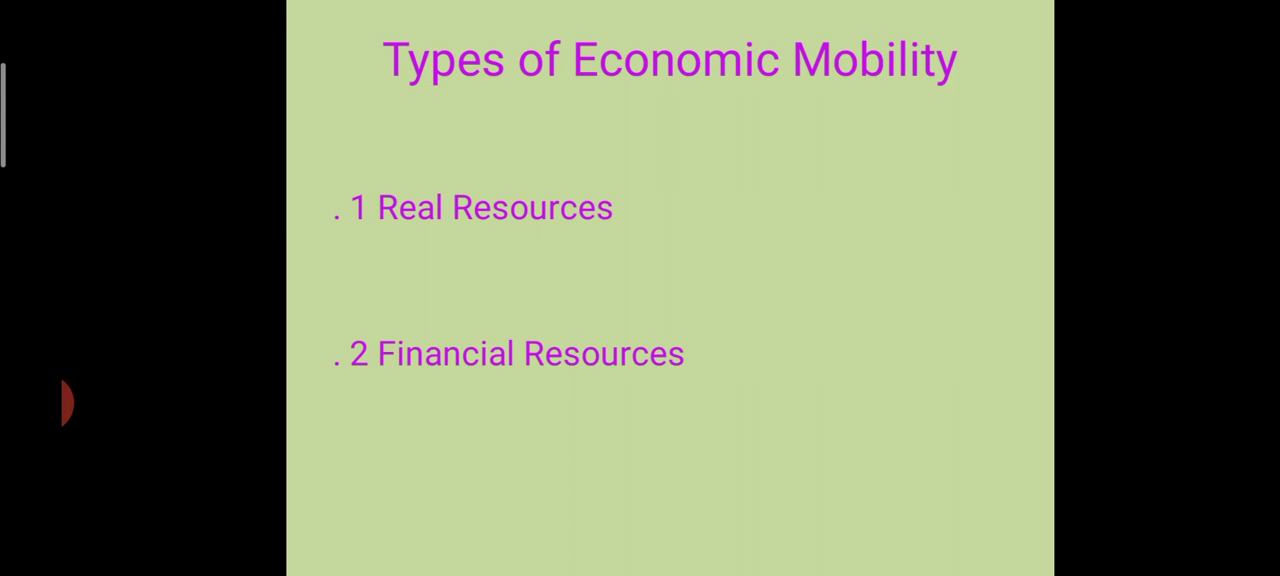 Types of Economic Mobility
. 1 Real Resources
. 2 Financial Resources